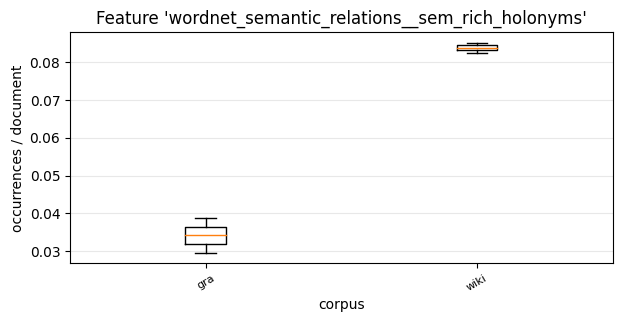 Feature 'wordnet_semantic_relations__sem_rich_holonyms'
occurrences / document
0.08
0.07
0.06
0.05
0.04
0.03
gra
wiki
corpus